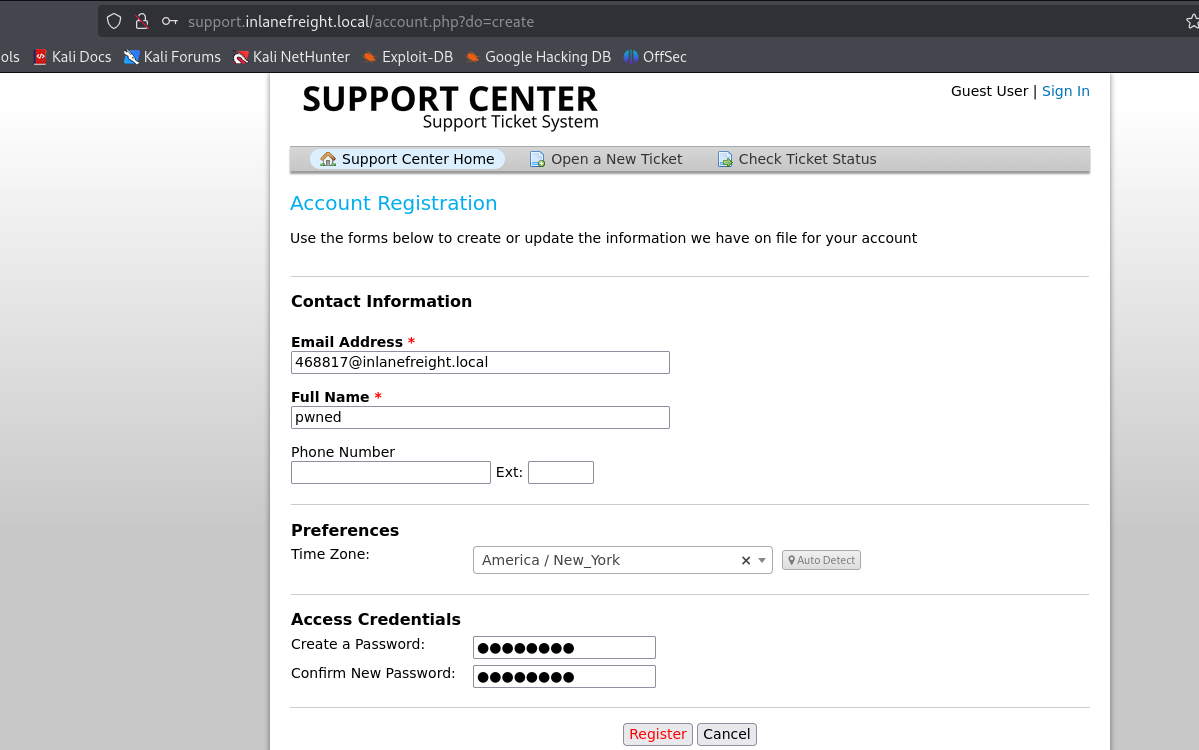 support.inlanefreight.local/account.php?do=create
ols Kali Docs Kali Forums Kali NetHunter Exploit-DB Google Hacking DB OffSec
SUPPORT CENTER
Support Ticket System
Guest User | Sign In
Support Center Home Open a New Ticket Check Ticket Status
Account Registration
Use the forms below to create or update the information we have on file for your account
Contact Information
Email Address *
468817@inlanefreight.local
Full Name *
pwned
Phone Number
Ext:
Preferences
Time Zone: America / New_York Auto Detect
Access Credentials
Create a Password: ●●●●●●●●
Confirm New Password: ●●●●●●●●
Register Cancel